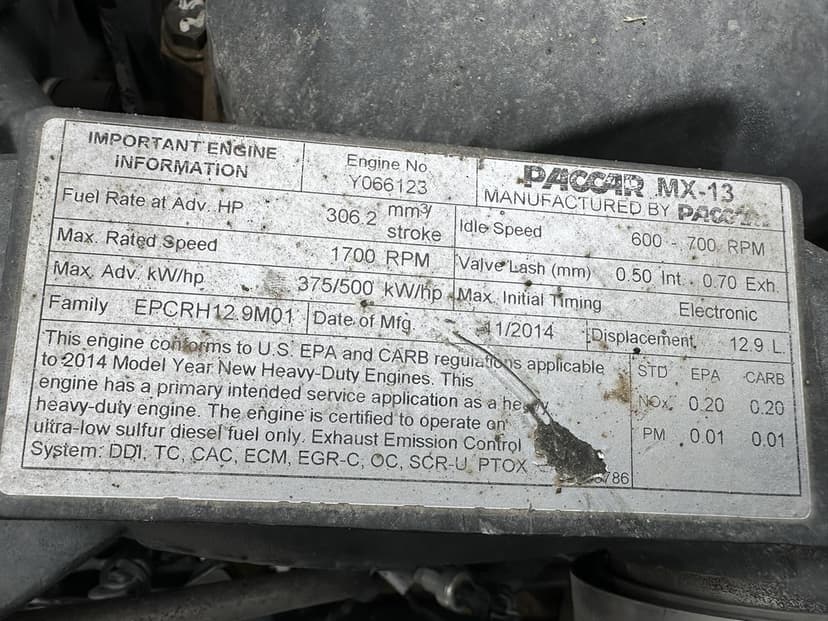 IMPORTANT ENGINE
INFORMATION
Engine No
Y066123
PACCAR MX-13
MANUFACTURED BY PACCAR
Fuel Rate at Adv. HP 306.2 mm³/
stroke
Idle Speed 600 - 700 RPM
Max. Rated Speed 1700 RPM
Valve Lash (mm) 0.50 Int. 0.70 Exh.
Max. Adv. kW/hp 375/500 kW/hp
Max. Initial Timing Electronic
Family EPCRH12.9M01
Date of Mfg. 11/2014
Displacement. 12.9 L.
This engine conforms to U.S. EPA and CARB regulations applicable
to 2014 Model Year New Heavy-Duty Engines. This
engine has a primary intended service application as a heavy
heavy-duty engine. The engine is certified to operate on
ultra-low sulfur diesel fuel only. Exhaust Emission Control
System: DDI, TC, CAC, ECM, EGR-C, OC, SCR-U, PTOX
STD EPA CARB
NOx 0.20 0.20
PM 0.01 0.01